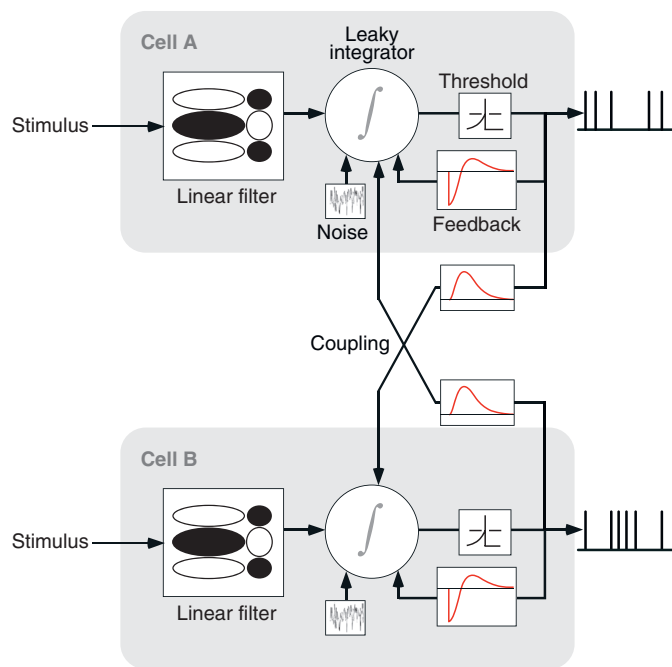 Cell A
Leaky
integrator
Threshold
Stimulus
Linear filter
Noise
Feedback
Coupling
Cell B
Stimulus
Linear filter